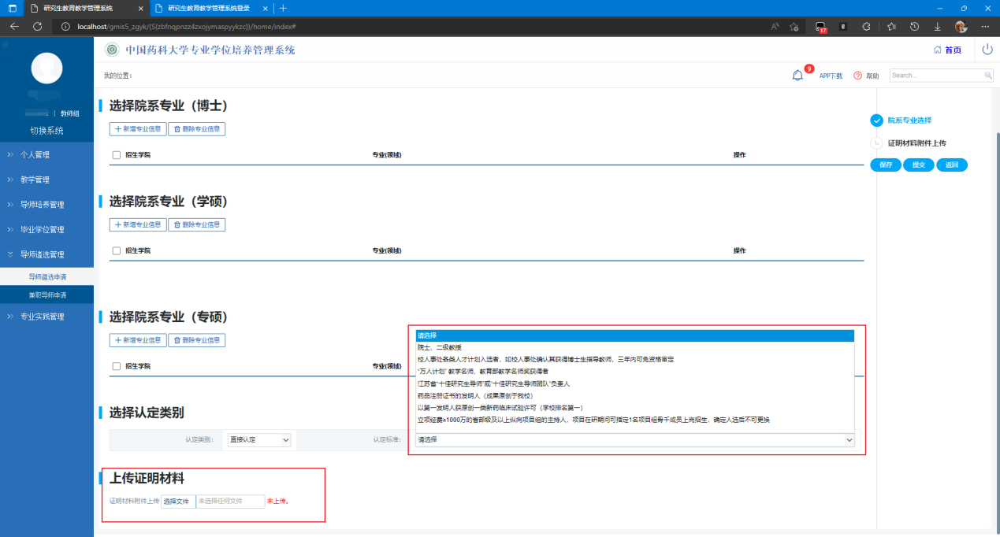 研究生教育教学管理系统
研究生教育教学管理系统登录
localhost/gmis5_zgyk/(S(zbfnqpnzz4zxojymaspyykzc))/home/index#
17
中国药科大学专业学位培养管理系统
首页
我的位置：
9
APP下载
帮助
Search...
| 教师组
切换系统
个人管理
教学管理
导师培养管理
毕业学位管理
导师遴选管理
导师遴选申请
兼职导师申请
专业实践管理
选择院系专业（博士）
新增专业信息 删除专业信息
招生学院 专业(领域) 操作
选择院系专业（学硕）
新增专业信息 删除专业信息
招生学院 专业(领域) 操作
选择院系专业（专硕）
新增专业信息 删除专业信息
招生学院 专业(领域)
请选择
院士、二级教授
校人事处各类人才计划入选者，如校人事处确认其获得博士生指导教师，三年内可免资格审定
“万人计划” 教学名师、教育部教学名师奖获得者
江苏省“十佳研究生导师”或“十佳研究生导师团队”负责人
药品注册证书的发明人（成果原创于我校）
以第一发明人获原创一类新药临床试验许可（学校排名第一）
立项经费≥1000万的省部级及以上纵向项目组的主持人，项目在研期间可指定1名项目组骨干成员上岗招生，确定人选后不可更换
选择认定类别
认定类别： 直接认定 认定标准： 请选择
上传证明材料
证明材料附件上传 选择文件 未选择任何文件 未上传。
院系专业选择
证明材料附件上传
保存 提交 返回